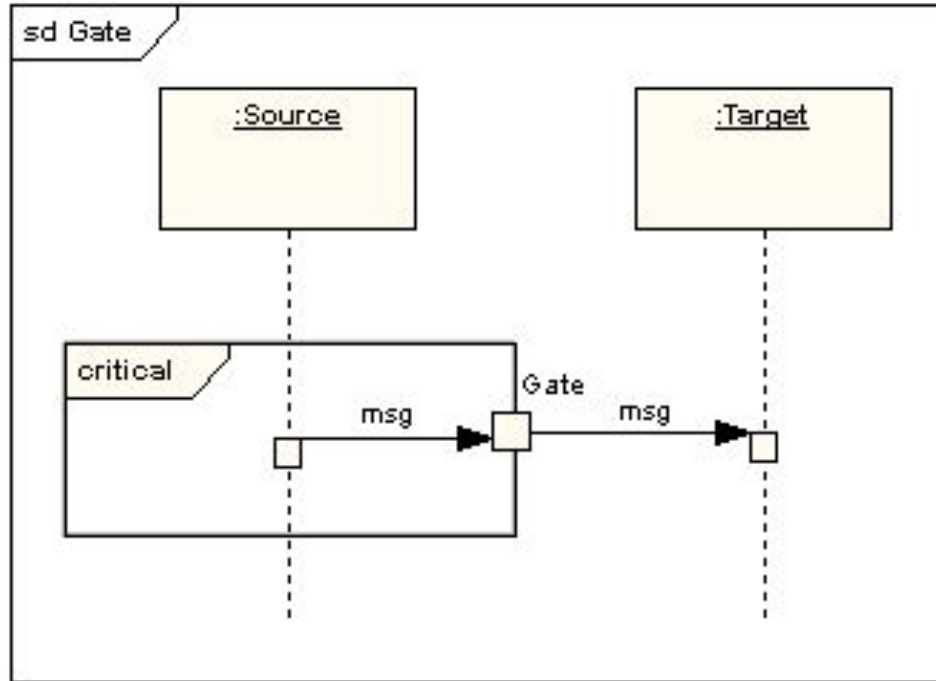 sd Gate
:Source
:Target
critical
Gate
msg
msg